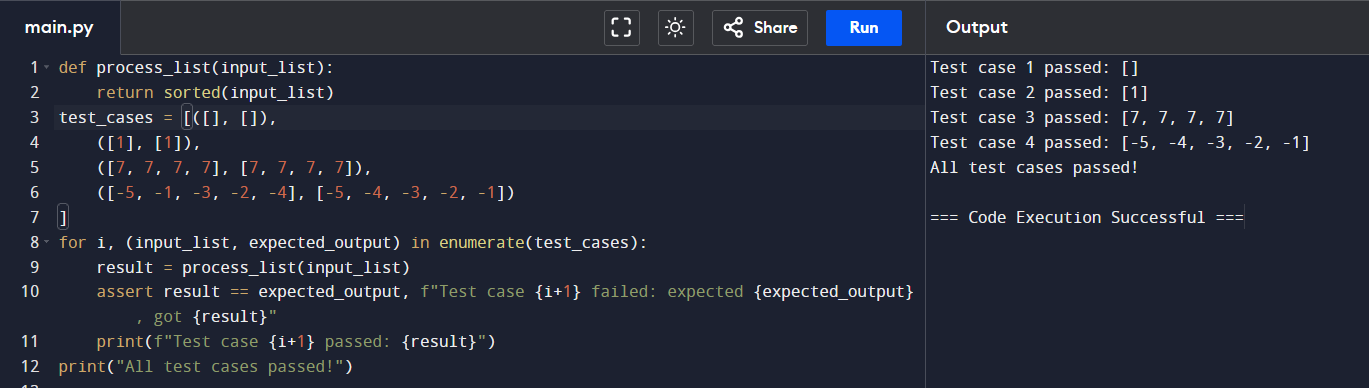 main.py
Share
Run
Output
1 def process_list(input_list):
2     return sorted(input_list)
3 test_cases = [([], []),
4     ([1], [1]),
5     ([7, 7, 7, 7], [7, 7, 7, 7]),
6     ([-5, -1, -3, -2, -4], [-5, -4, -3, -2, -1])
7 ]
8 for i, (input_list, expected_output) in enumerate(test_cases):
9     result = process_list(input_list)
10     assert result == expected_output, f"Test case {i+1} failed: expected {expected_output}
, got {result}"
11     print(f"Test case {i+1} passed: {result}")
12 print("All test cases passed!")
Test case 1 passed: []
Test case 2 passed: [1]
Test case 3 passed: [7, 7, 7, 7]
Test case 4 passed: [-5, -4, -3, -2, -1]
All test cases passed!
=== Code Execution Successful ===